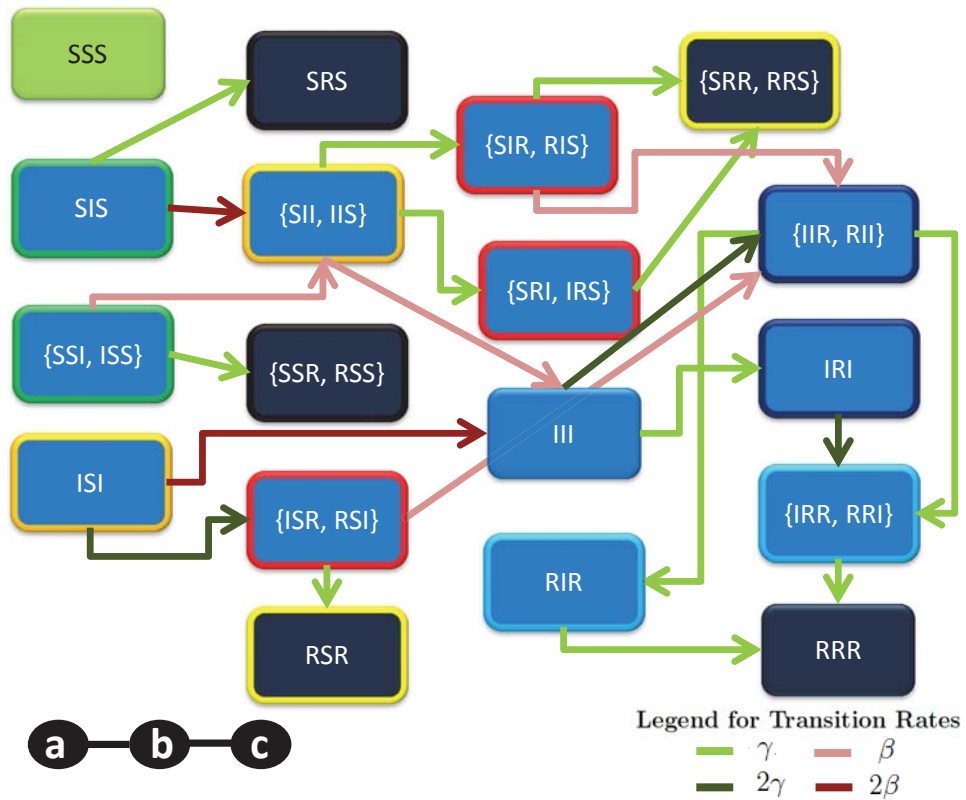 SSS
SRS
{SRR, RRS}
{SIR, RIS}
SIS
{SII, IIS}
{IIR, RII}
{SRI, IRS}
{SSI, ISS}
{SSR, RSS}
IRI
III
ISI
{ISR, RSI}
{IRR, RRI}
RIR
RSR
RRR
a b c
Legend for Transition Rates
γ β
2γ 2β